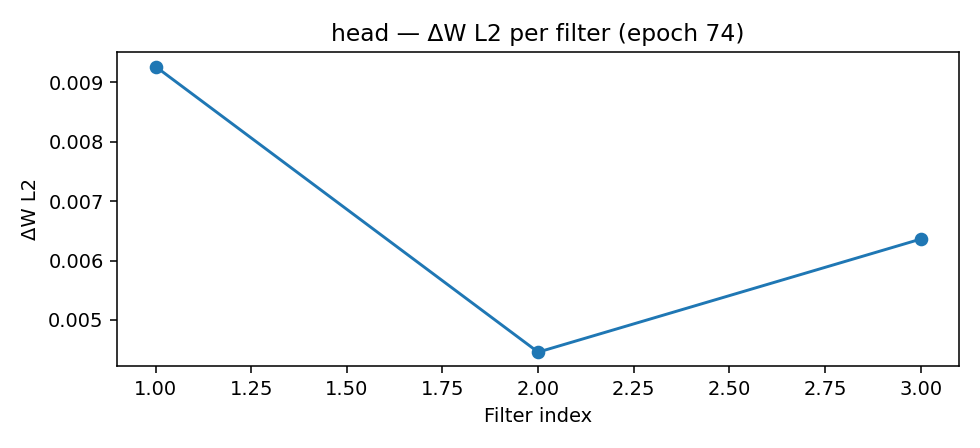 head — ΔW L2 per filter (epoch 74)
0.009
0.008
0.007
0.006
0.005
ΔW L2
1.00 1.25 1.50 1.75 2.00 2.25 2.50 2.75 3.00
Filter index